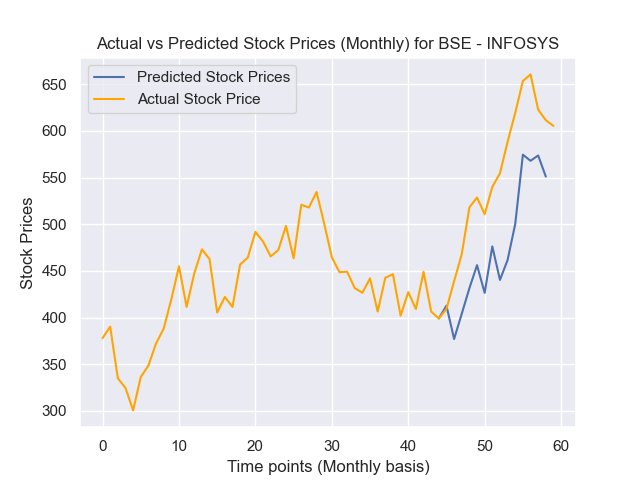 Actual vs Predicted Stock Prices (Monthly) for BSE - INFOSYS
Predicted Stock Prices
Actual Stock Price
650
600
550
500
450
400
350
300
Stock Prices
0 10 20 30 40 50 60
Time points (Monthly basis)